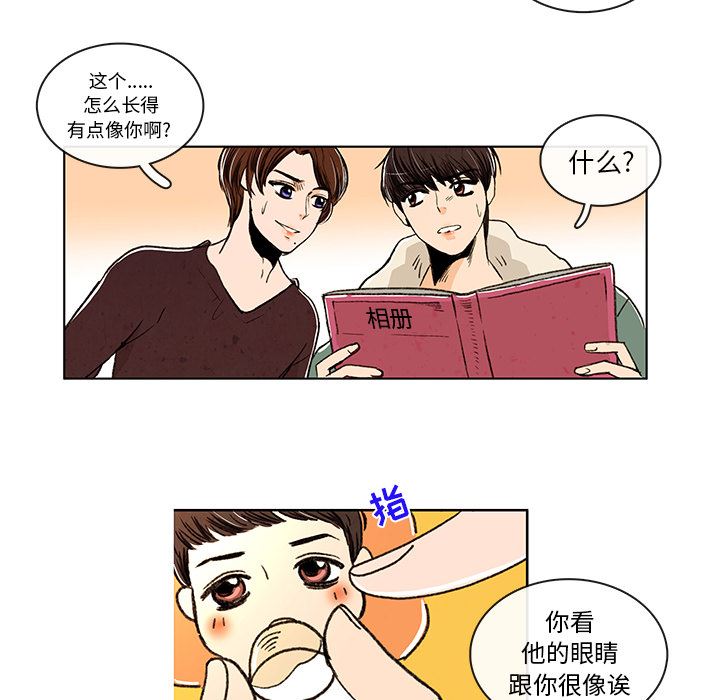 这个.....
怎么长得
有点像你啊?
什么?
相册
指
你看
他的眼睛
跟你很像诶